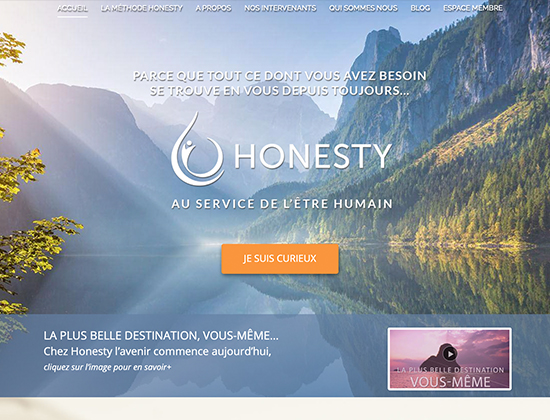 ACCUEIL LA MÉTHODE HONESTY A PROPOS NOS INTERVENANTS QUI SOMMES NOUS BLOG ESPACE MEMBRE
PARCE QUE TOUT CE DONT VOUS AVEZ BESOIN
SE TROUVE EN VOUS DEPUIS TOUJOURS...
HONESTY
AU SERVICE DE L'ÊTRE HUMAIN
JE SUIS CURIEUX
LA PLUS BELLE DESTINATION, VOUS-MÊME...
Chez Honesty l'avenir commence aujourd'hui,
cliquez sur l'image pour en savoir+
LA PLUS BELLE DESTINATION
VOUS-MÊME